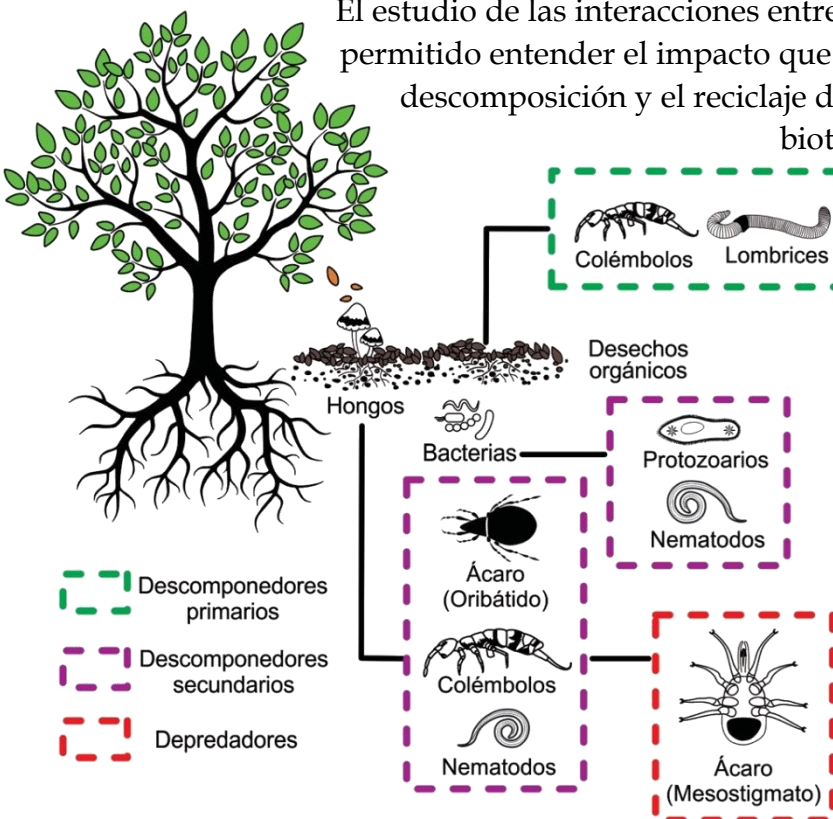 El estudio de las interacciones entre
permitido entender el impacto que
descomposición y el reciclaje d
biot
Colémbolos
Lombrices
Desechos
orgánicos
Hongos
Bacterias
Protozoarios
Nematodos
Ácaro
(Oribátido)
Colémbolos
Nematodos
Descomponedores
primarios
Descomponedores
secundarios
Depredadores
Ácaro
(Mesostigmato)